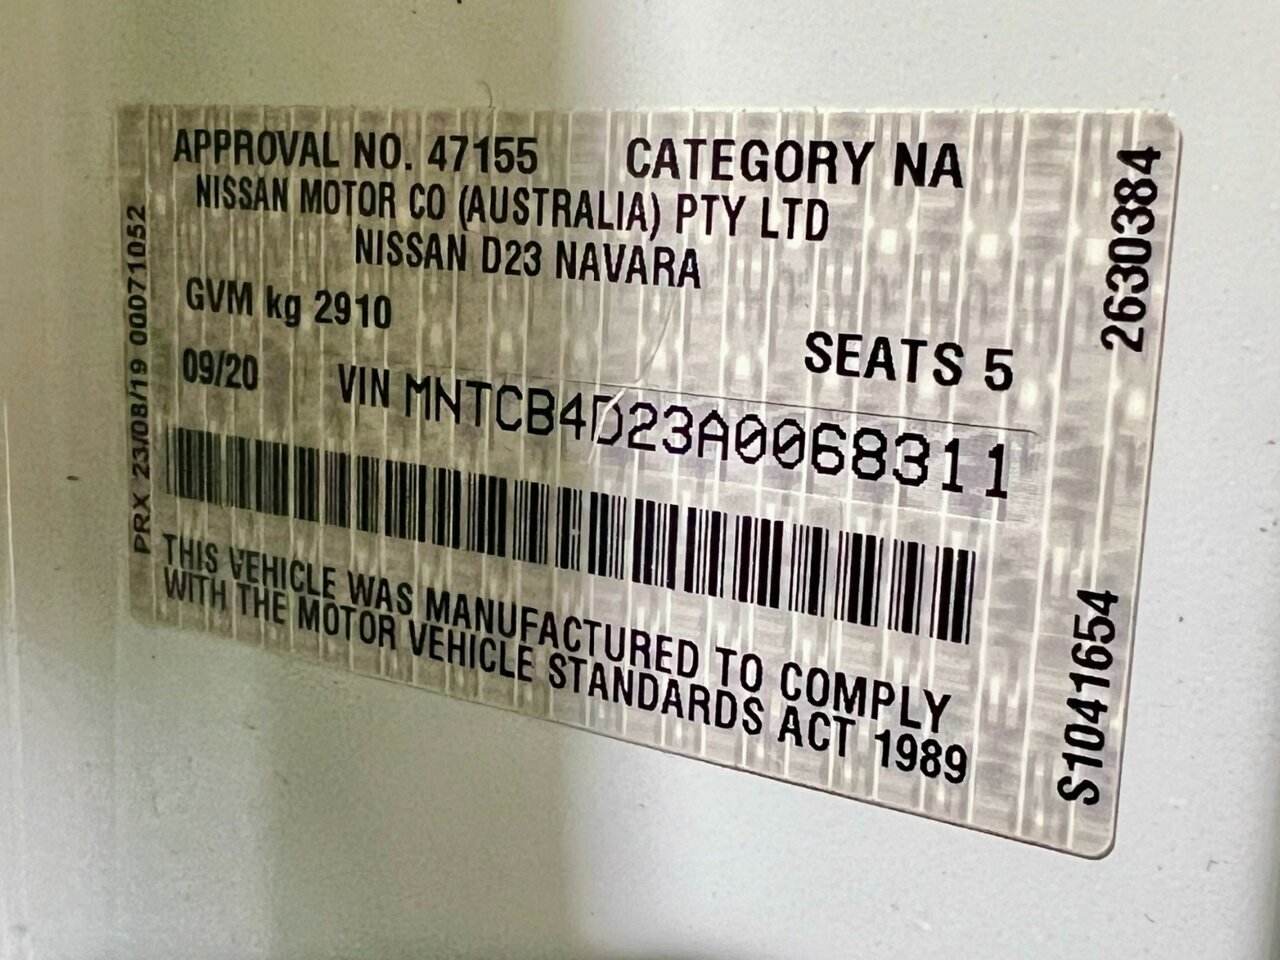 APPROVAL NO. 47155 CATEGORY NA
NISSAN MOTOR CO (AUSTRALIA) PTY LTD
NISSAN D23 NAVARA
GVM kg 2910
SEATS 5
09/20 VIN MNTCB4D23A0068311
THIS VEHICLE WAS MANUFACTURED TO COMPLY
WITH THE MOTOR VEHICLE STANDARDS ACT 1989
PRX 23/08/19 00071052
2630384
S1041654